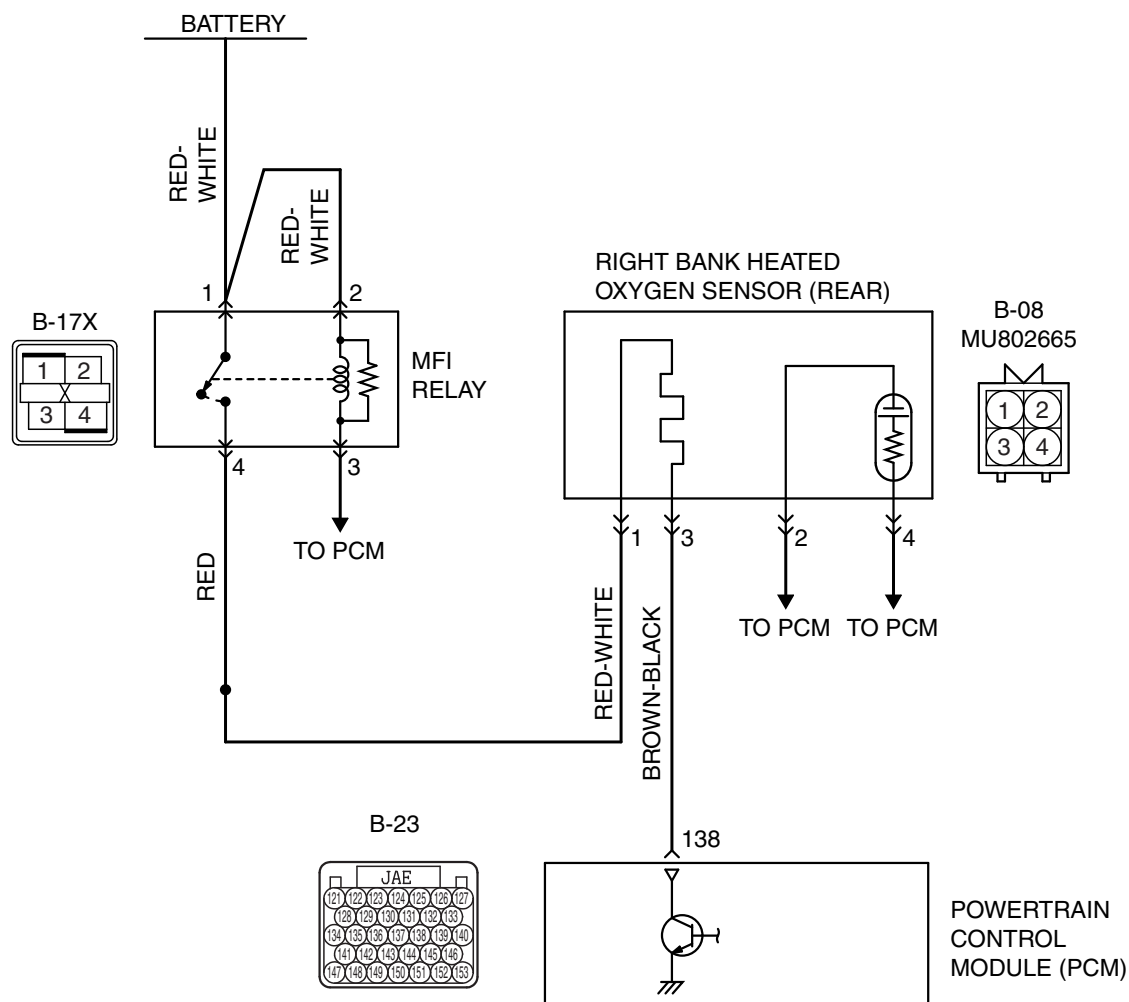 BATTERY
RED-
WHITE
RED-
WHITE
1
2
B-17X
1 2
3 4
MFI
RELAY
4
3
TO PCM
RED
RIGHT BANK HEATED
OXYGEN SENSOR (REAR)
B-08
MU802665
1 2
3 4
1
3
2
4
TO PCM
TO PCM
RED-WHITE
BROWN-BLACK
138
B-23
JAE
121 122 123 124 125 126 127
128 129 130 131 132 133
134 135 136 137 138 139 140
141 142 143 144 145 146
147 148 149 150 151 152 153
POWERTRAIN
CONTROL
MODULE (PCM)